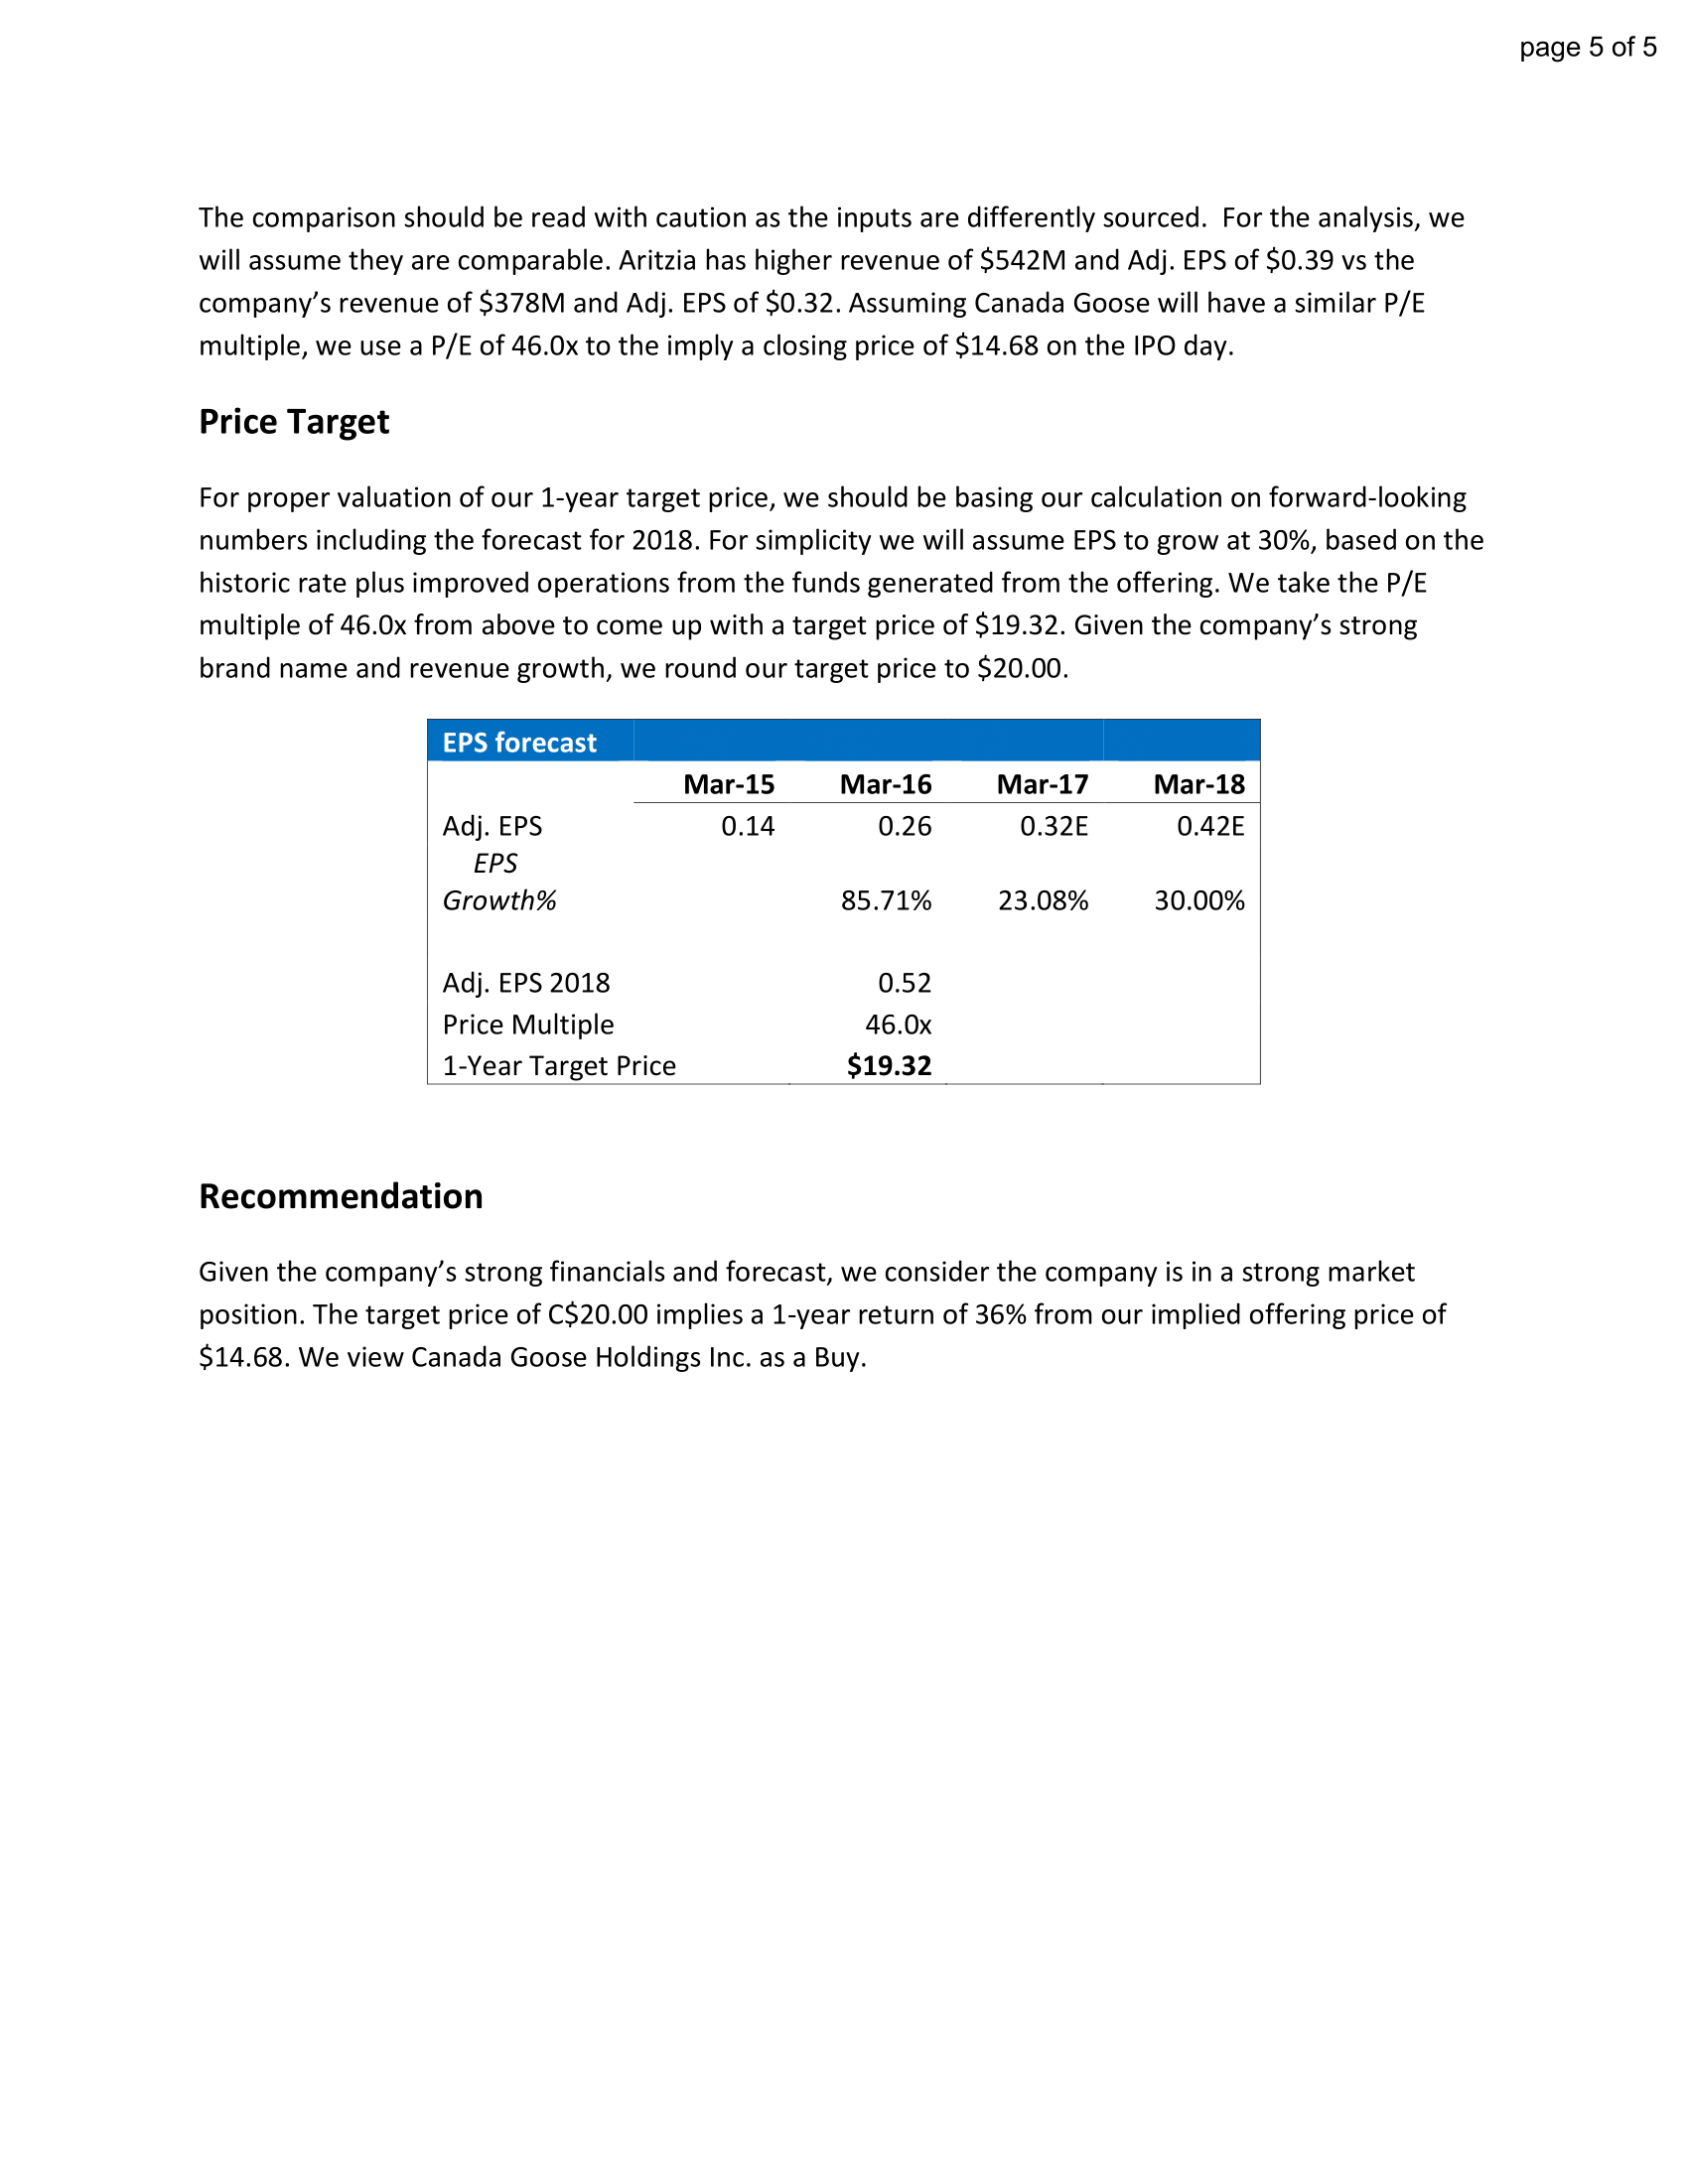 page 5 of 5
The comparison should be read with caution as the inputs are differently sourced.  For the analysis, we
will assume they are comparable. Aritzia has higher revenue of $542M and Adj. EPS of $0.39 vs the
company’s revenue of $378M and Adj. EPS of $0.32. Assuming Canada Goose will have a similar P/E
multiple, we use a P/E of 46.0x to the imply a closing price of $14.68 on the IPO day.
Price Target
For proper valuation of our 1-year target price, we should be basing our calculation on forward-looking
numbers including the forecast for 2018. For simplicity we will assume EPS to grow at 30%, based on the
historic rate plus improved operations from the funds generated from the offering. We take the P/E
multiple of 46.0x from above to come up with a target price of $19.32. Given the company’s strong
brand name and revenue growth, we round our target price to $20.00.
EPS forecast
Mar-15 Mar-16 Mar-17 Mar-18
Adj. EPS 0.14 0.26 0.32E 0.42E
EPS
Growth% 85.71% 23.08% 30.00%
Adj. EPS 2018 0.52
Price Multiple 46.0x
1-Year Target Price $19.32
Recommendation
Given the company’s strong financials and forecast, we consider the company is in a strong market
position. The target price of C$20.00 implies a 1-year return of 36% from our implied offering price of
$14.68. We view Canada Goose Holdings Inc. as a Buy.